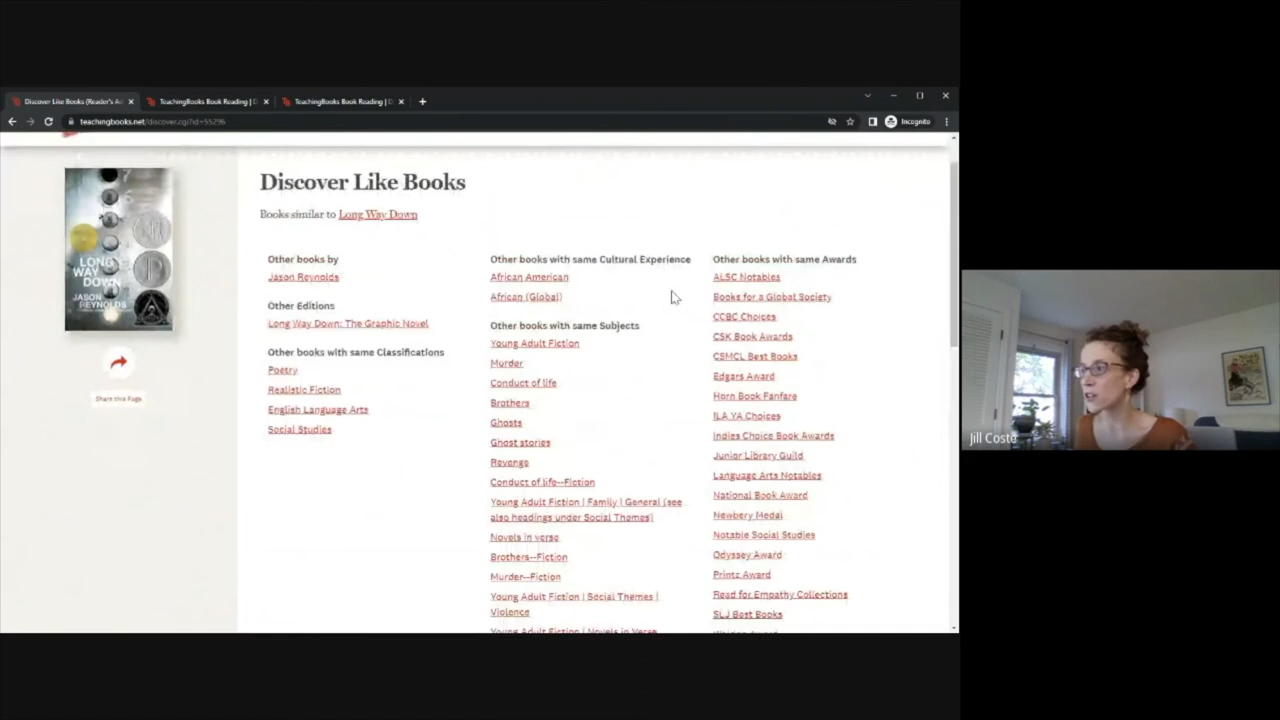 Discover Like Books (Reader's Ad
TeachingBooks Book Reading | D
TeachingBooks Book Reading | D
teachingbooks.net/discover.cgi?id=55296
Incognito
LONG
WAY
DOWN
JASON
REYNOLDS
Share this Page
Discover Like Books
Books similar to Long Way Down
Other books by
Jason Reynolds
Other Editions
Long Way Down: The Graphic Novel
Other books with same Classifications
Poetry
Realistic Fiction
English Language Arts
Social Studies
Other books with same Cultural Experience
African American
African (Global)
Other books with same Subjects
Young Adult Fiction
Murder
Conduct of life
Brothers
Ghosts
Ghost stories
Revenge
Conduct of life--Fiction
Young Adult Fiction | Family | General (see
also headings under Social Themes)
Novels in verse
Brothers--Fiction
Murder--Fiction
Young Adult Fiction | Social Themes |
Violence
Young Adult Fiction | Novels in Verse
Other books with same Awards
ALSC Notables
Books for a Global Society
CCBC Choices
CSK Book Awards
CSMCL Best Books
Edgars Award
Horn Book Fanfare
ILA YA Choices
Indies Choice Book Awards
Junior Library Guild
Language Arts Notables
National Book Award
Newbery Medal
Notable Social Studies
Odyssey Award
Printz Award
Read for Empathy Collections
SLJ Best Books
Jill Coste